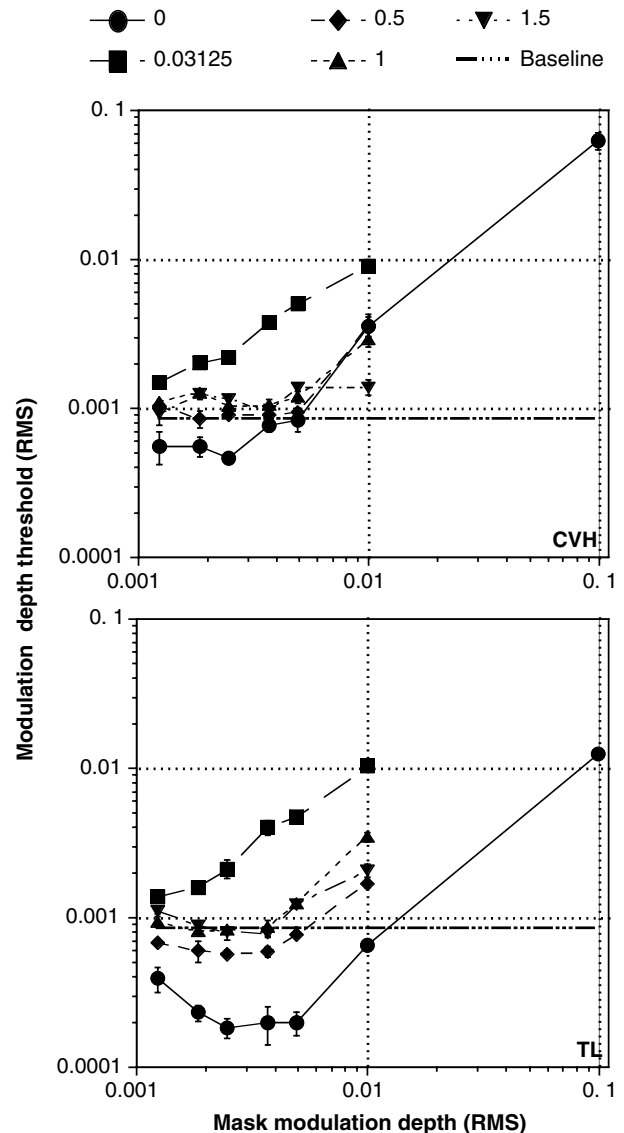 0 0.5 1.5
0.03125 1 Baseline
0.1
0.01
0.001
0.0001
CVH
0.001 0.01 0.1
0.1
0.01
0.001
0.0001
TL
0.001 0.01 0.1
Modulation depth threshold (RMS)
Mask modulation depth (RMS)